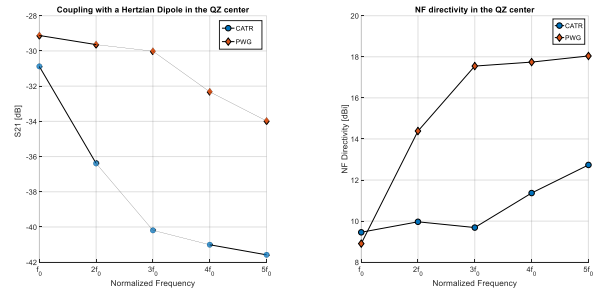 Coupling with a Hertzian Dipole in the QZ center
-28
-30
-32
-34
-36
-38
-40
-42
S21 [dB]
CATR
PWG
f0
2f0
3f0
4f0
5f0
Normalized Frequency
NF directivity in the QZ center
20
18
16
14
12
10
8
NF Directivity [dBi]
CATR
PWG
f0
2f0
3f0
4f0
5f0
Normalized Frequency